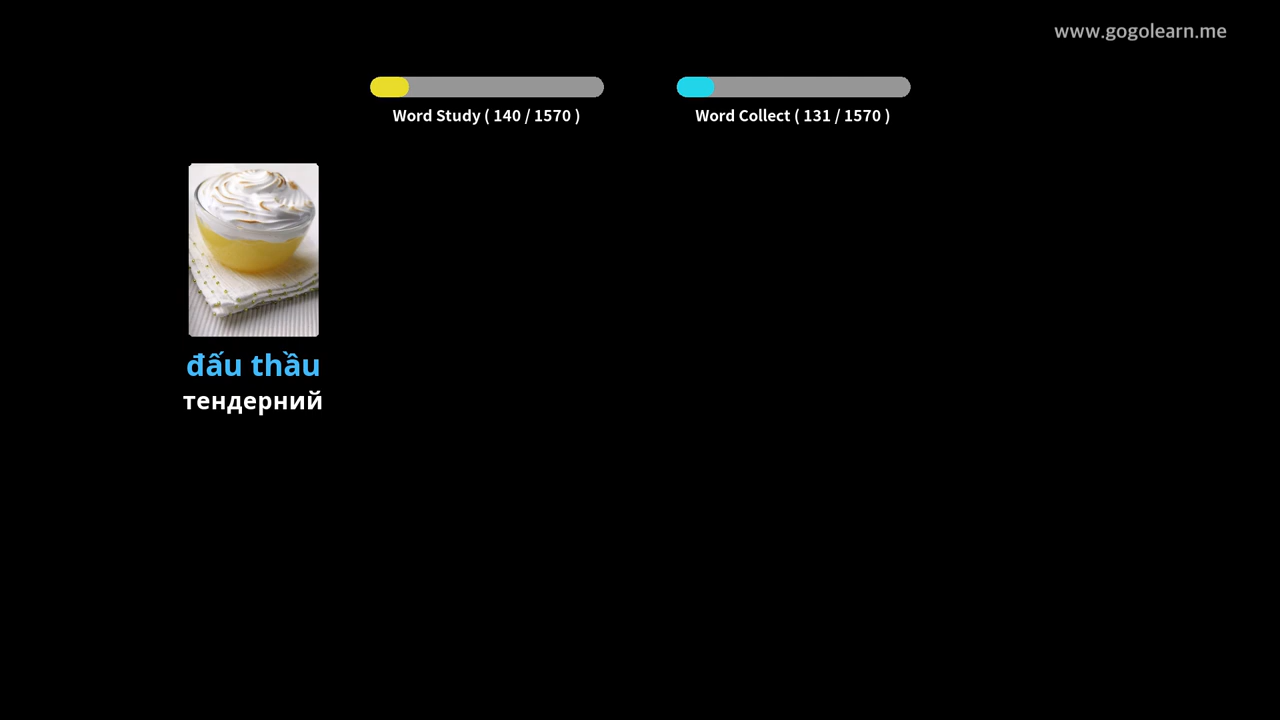 www.gogolearn.me
Word Study ( 140 / 1570 )
Word Collect ( 131 / 1570 )
đấu thầu
тендерний